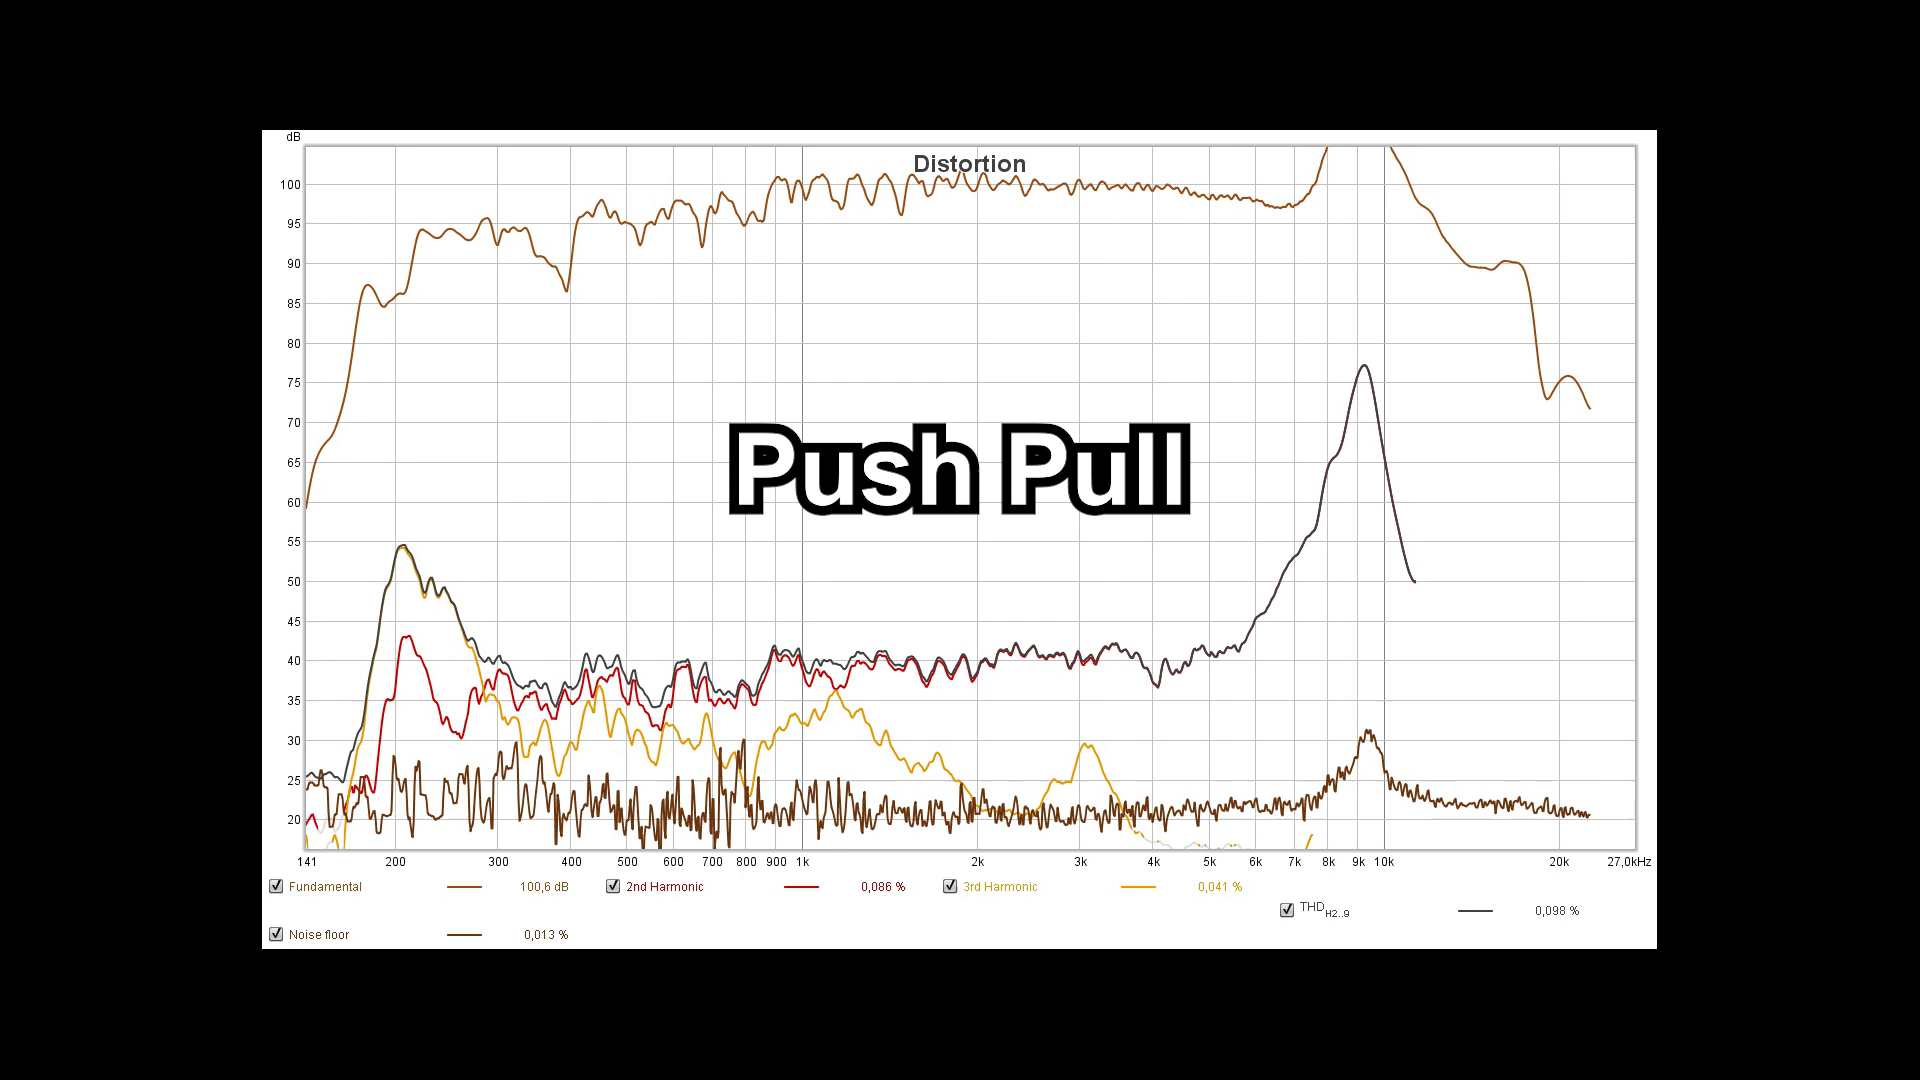 dB
Distortion
100
95
90
85
80
75
70
65
60
55
50
45
40
35
30
25
20
Push Pull
141 200 300 400 500 600 700 800 900 1k 2k 3k 4k 5k 6k 7k 8k 9k 10k 20k 27,0kHz
Fundamental 100,6 dB 2nd Harmonic 0,086 % 3rd Harmonic 0,041 %
THD H2..9 0,098 %
Noise floor 0,013 %